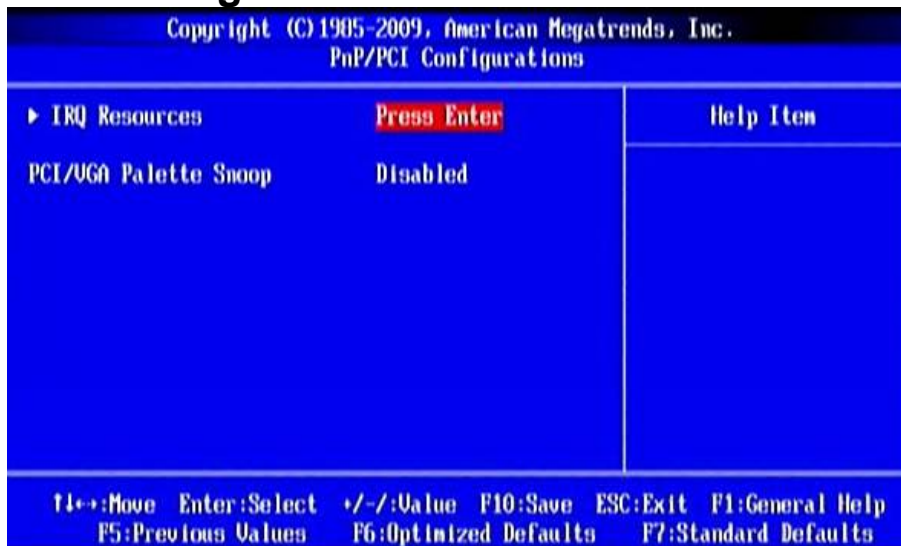 Copyright (C)1985-2009, American Megatrends, Inc.
PnP/PCI Configurations
▶ IRQ Resources Press Enter
Help Item
PCI/VGA Palette Snoop Disabled
↑↓←→:Move Enter:Select +/-/:Value F10:Save ESC:Exit F1:General Help
F5:Previous Values F6:Optimized Defaults F7:Standard Defaults